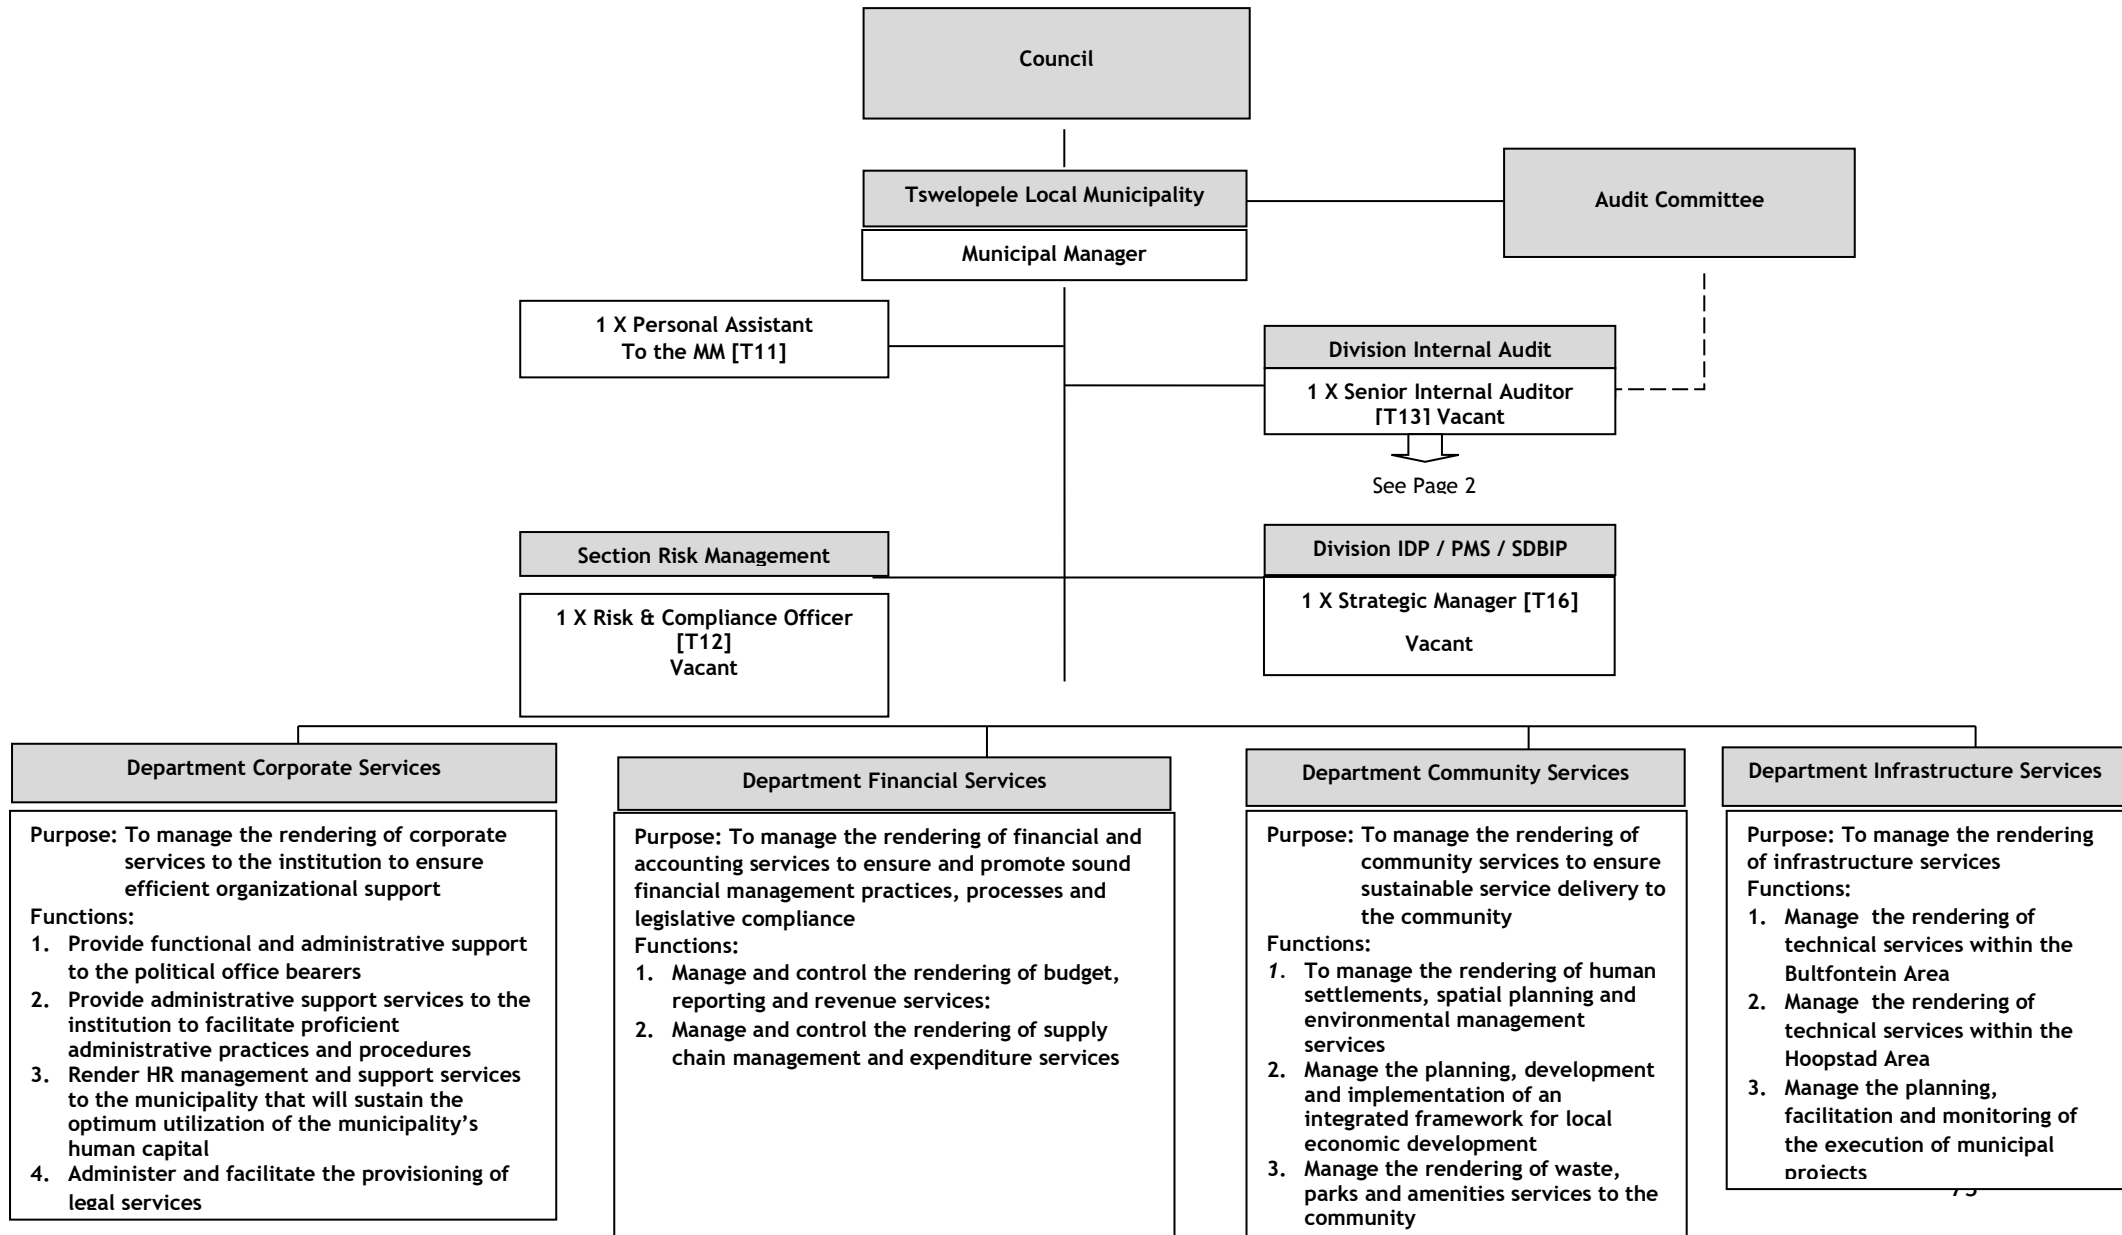 Council
Tswelopele Local Municipality
Audit Committee
Municipal Manager
1 X Personal Assistant
To the MM [T11]
Division Internal Audit
1 X Senior Internal Auditor
[T13] Vacant
See Page 2
Section Risk Management
1 X Risk & Compliance Officer
[T12]
Vacant
Division IDP / PMS / SDBIP
1 X Strategic Manager [T16]
Vacant
Department Corporate Services
Purpose: To manage the rendering of corporate
services to the institution to ensure
efficient organizational support
Functions:
1. Provide functional and administrative support
to the political office bearers
2. Provide administrative support services to the
institution to facilitate proficient
administrative practices and procedures
3. Render HR management and support services
to the municipality that will sustain the
optimum utilization of the municipality’s
human capital
4. Administer and facilitate the provisioning of
legal services
Department Financial Services
Purpose: To manage the rendering of financial and
accounting services to ensure and promote sound
financial management practices, processes and
legislative compliance
Functions:
1. Manage and control the rendering of budget,
reporting and revenue services:
2. Manage and control the rendering of supply
chain management and expenditure services
Department Community Services
Purpose: To manage the rendering of
community services to ensure
sustainable service delivery to
the community
Functions:
1. To manage the rendering of human
settlements, spatial planning and
environmental management
services
2. Manage the planning, development
and implementation of an
integrated framework for local
economic development
3. Manage the rendering of waste,
parks and amenities services to the
community
Department Infrastructure Services
Purpose: To manage the rendering
of infrastructure services
Functions:
1. Manage the rendering of
technical services within the
Bultfontein Area
2. Manage the rendering of
technical services within the
Hoopstad Area
3. Manage the planning,
facilitation and monitoring of
the execution of municipal
projects